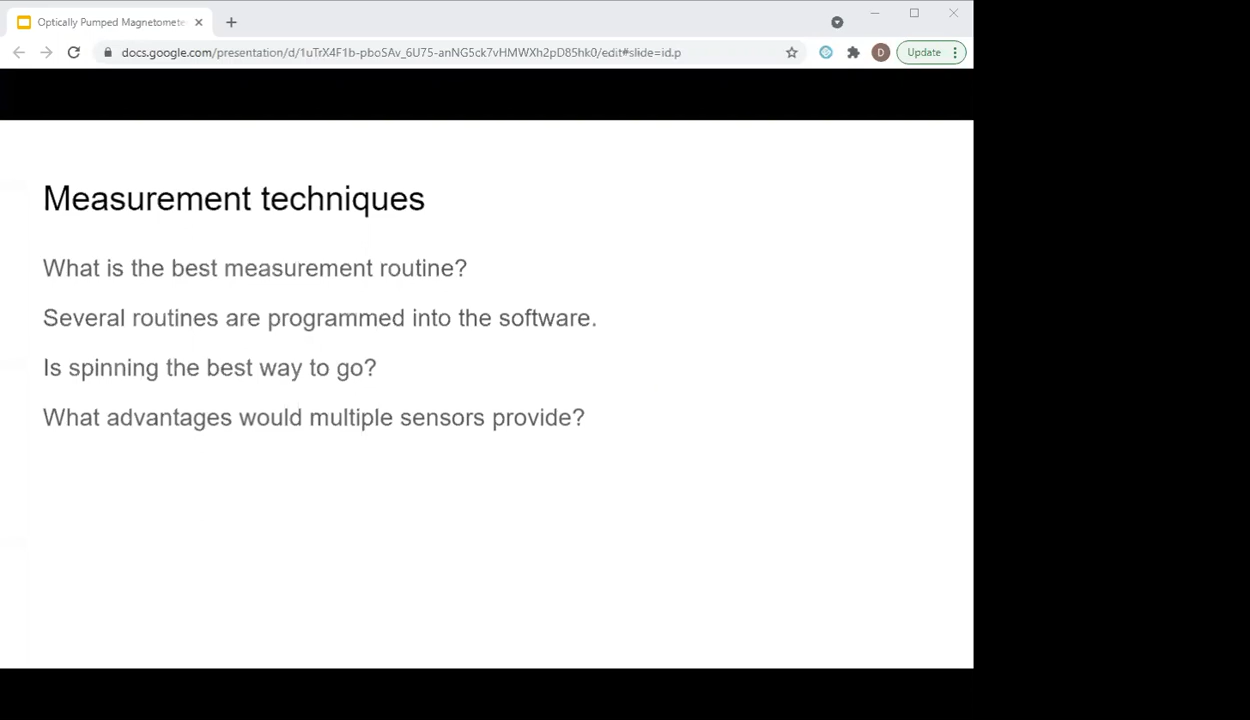 Optically Pumped Magnetomete
docs.google.com/presentation/d/1uTrX4F1b-pboSAv_6U75-anNG5ck7vHMWXh2pD85hk0/edit#slide=id.p
D
Update
Measurement techniques
What is the best measurement routine?
Several routines are programmed into the software.
Is spinning the best way to go?
What advantages would multiple sensors provide?